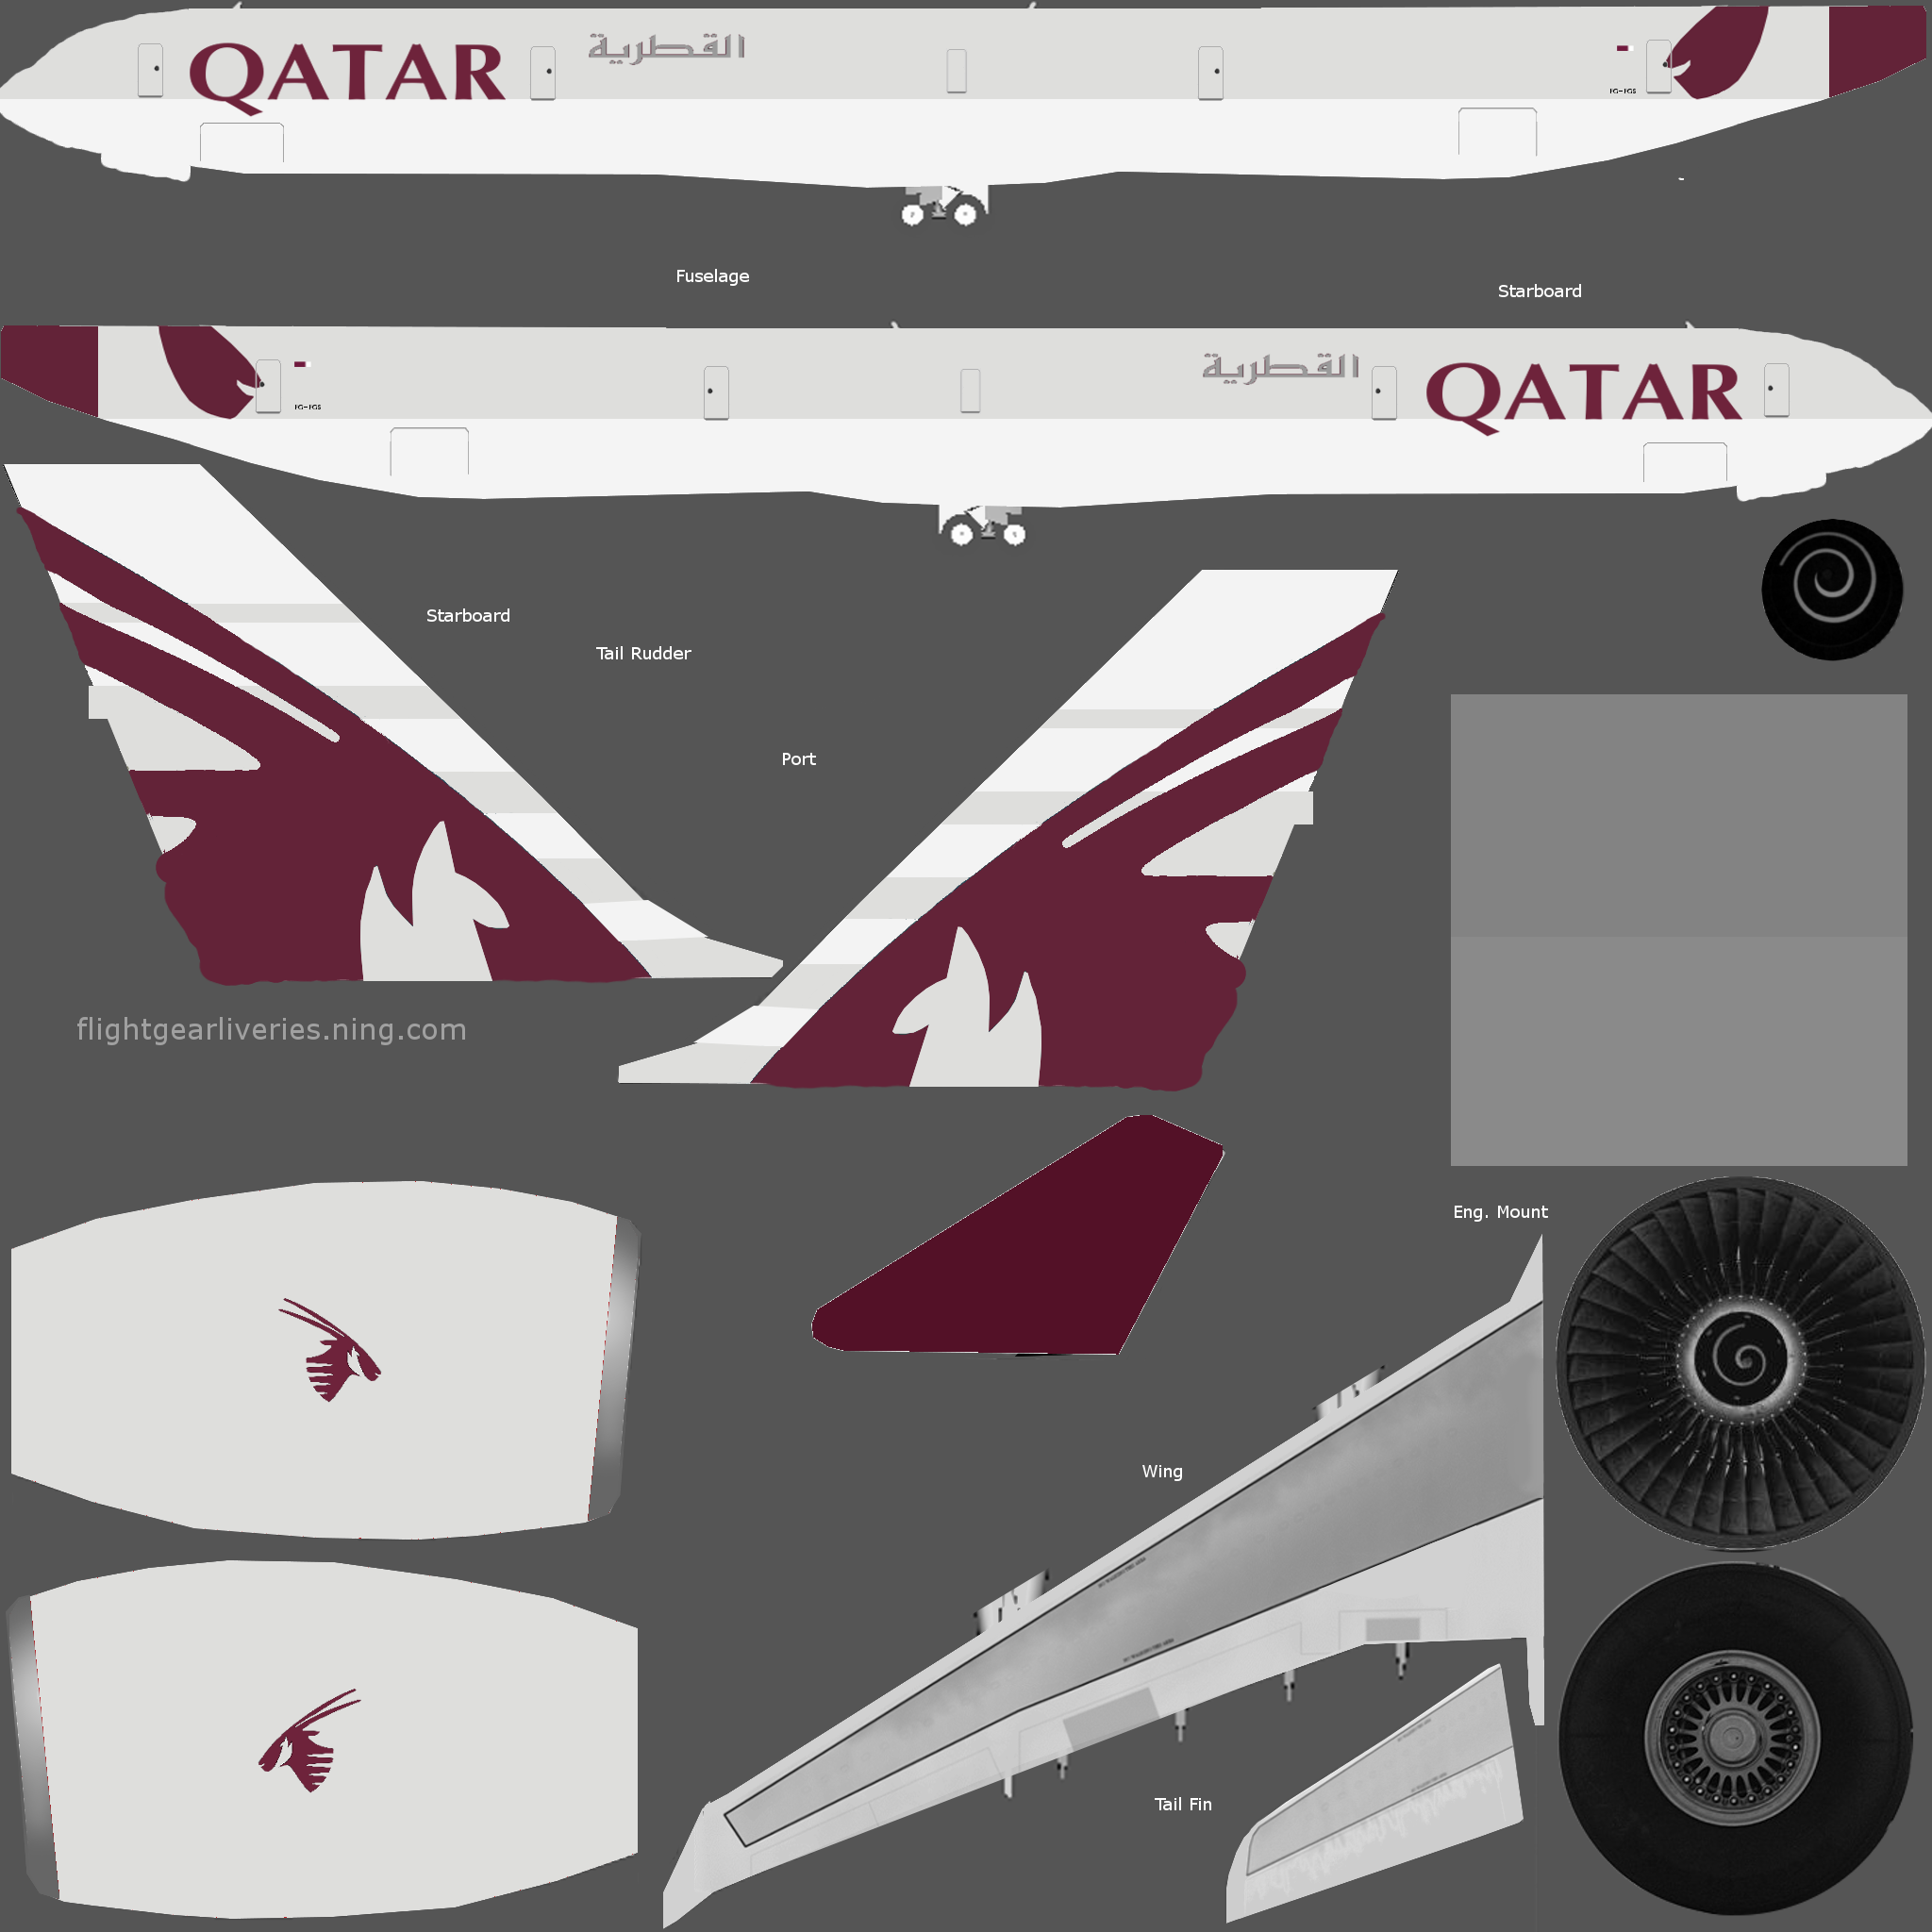 QATAR
القطرية
Fuselage
Starboard
القطرية
QATAR
Starboard
Tail Rudder
Port
flightgearliveries.ning.com
Eng. Mount
Wing
Tail Fin